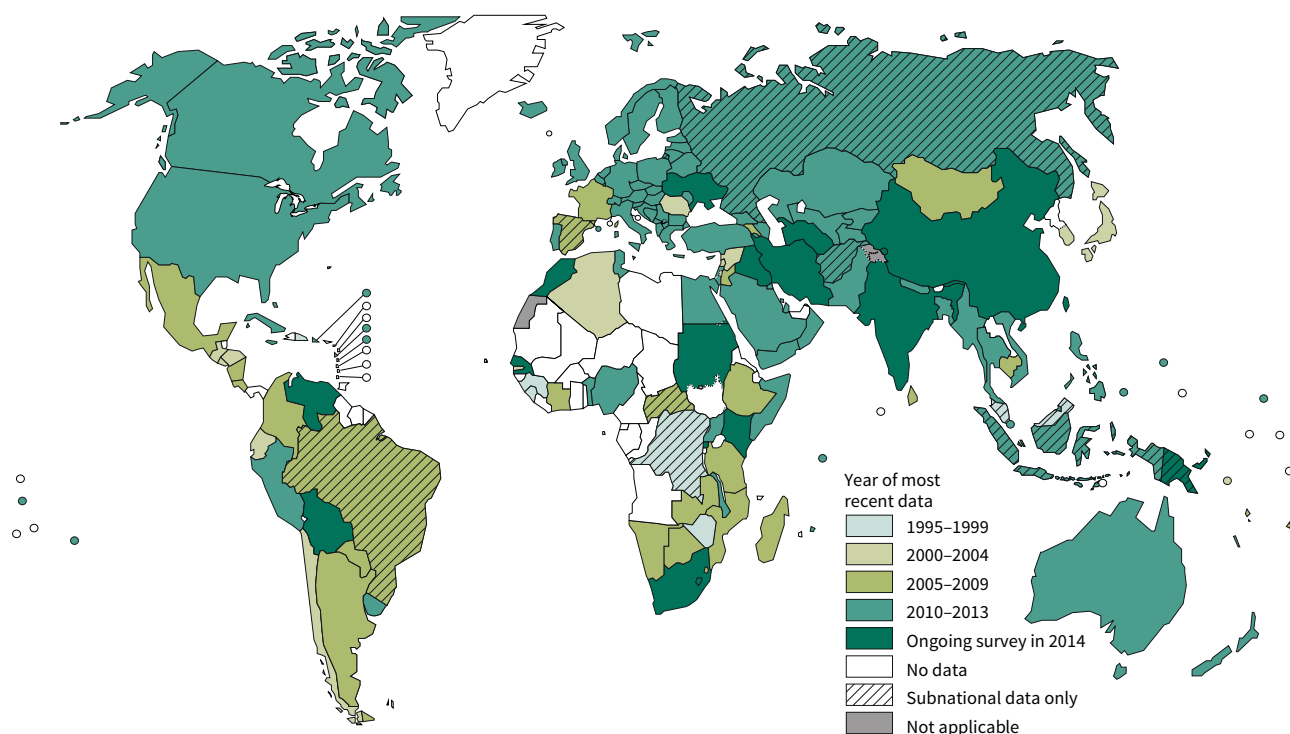 Year of most
recent data
1995–1999
2000–2004
2005–2009
2010–2013
Ongoing survey in 2014
No data
Subnational data only
Not applicable